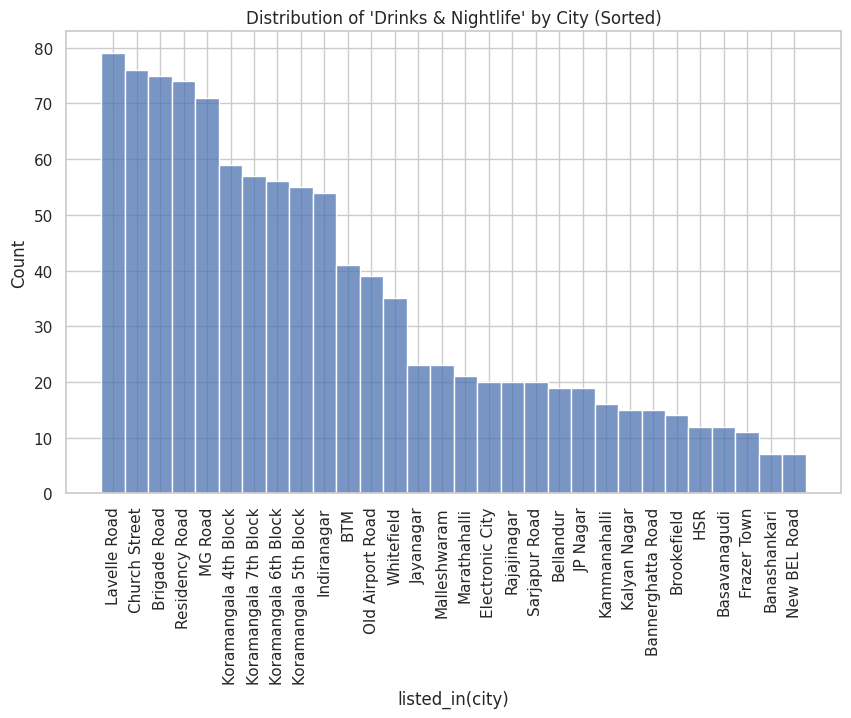 Distribution of 'Drinks & Nightlife' by City (Sorted)
Count
80
70
60
50
40
30
20
10
0
Lavelle Road
Church Street
Brigade Road
Residency Road
MG Road
Koramangala 4th Block
Koramangala 7th Block
Koramangala 6th Block
Koramangala 5th Block
Indiranagar
BTM
Old Airport Road
Whitefield
Jayanagar
Malleshwaram
Marathahalli
Electronic City
Rajajinagar
Sarjapur Road
Bellandur
JP Nagar
Kammanahalli
Kalyan Nagar
Bannerghatta Road
Brookefield
HSR
Basavanagudi
Frazer Town
Banashankari
New BEL Road
listed_in(city)